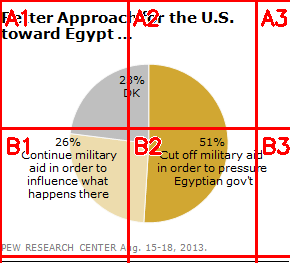 Better Approach for the U.S.
toward Egypt ...
A1
A2
A3
23%
DK
B1
B2
B3
26%
Continue military
aid in order to
influence what
happens there
51%
Cut off military aid
in order to pressure
Egyptian gov't
PEW RESEARCH CENTER Aug. 15-18, 2013.